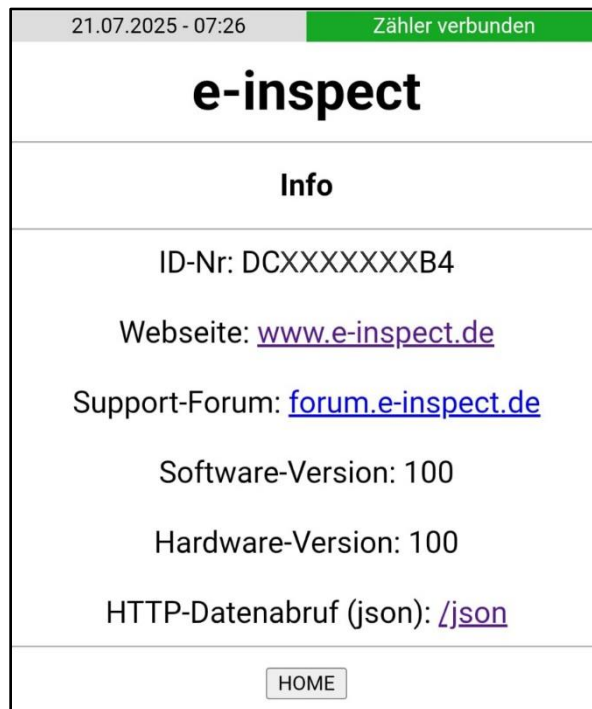 21.07.2025 - 07:26
Zähler verbunden
e-inspect
Info
ID-Nr: DCXXXXXXXB4
Webseite: www.e-inspect.de
Support-Forum: forum.e-inspect.de
Software-Version: 100
Hardware-Version: 100
HTTP-Datenabruf (json): /json
HOME